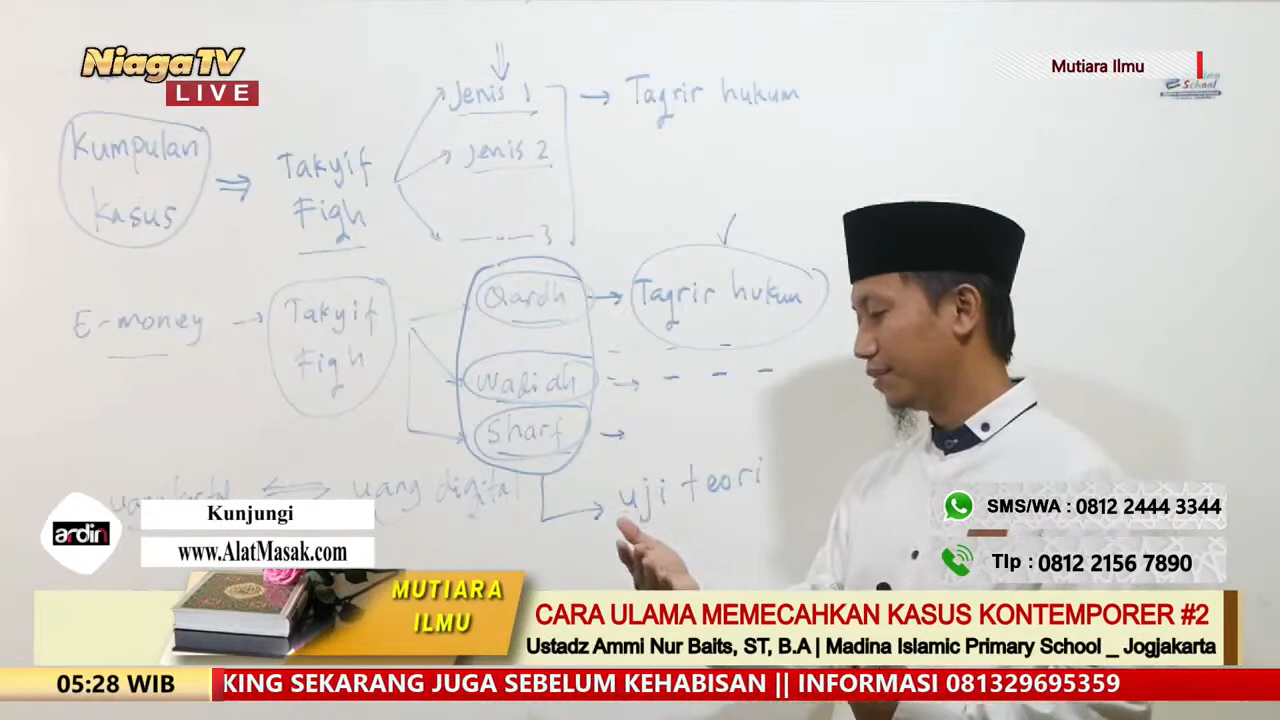 NiagaTV
LIVE
Mutiara Ilmu
School
Kumpulan
kasus
Takyif
Fiqh
Jenis 1
Jenis 2
3
Taqrir hukum
E-money
Takyif
Fiqh
Qardh
Wadiah
Sharf
Taqrir hukum
uang digital
uji teori
ardin
Kunjungi
www.AlatMasak.com
SMS/WA : 0812 2444 3344
Tlp : 0812 2156 7890
MUTIARA
ILMU
CARA ULAMA MEMECAHKAN KASUS KONTEMPORER #2
Ustadz Ammi Nur Baits, ST, B.A | Madina Islamic Primary School _ Jogjakarta
05:28 WIB
KING SEKARANG JUGA SEBELUM KEHABISAN || INFORMASI 081329695359